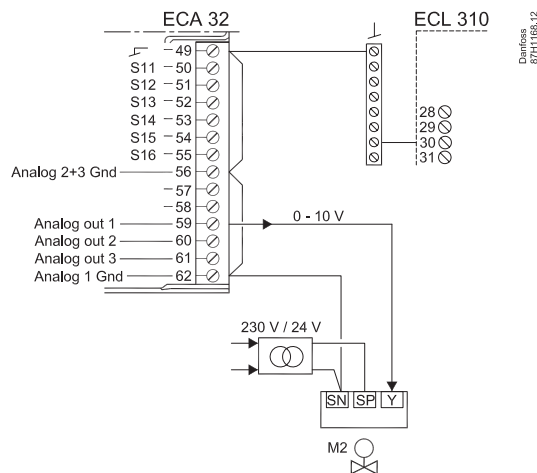 ECA 32
ECL 310
Danfoss
87H1168.12
49
S11 50
S12 51
S13 52
S14 53
S15 54
S16 55
Analog 2+3 Gnd 56
57
58
Analog out 1 59
Analog out 2 60
Analog out 3 61
Analog 1 Gnd 62
28
29
30
31
0 - 10 V
230 V / 24 V
SN SP Y
M2